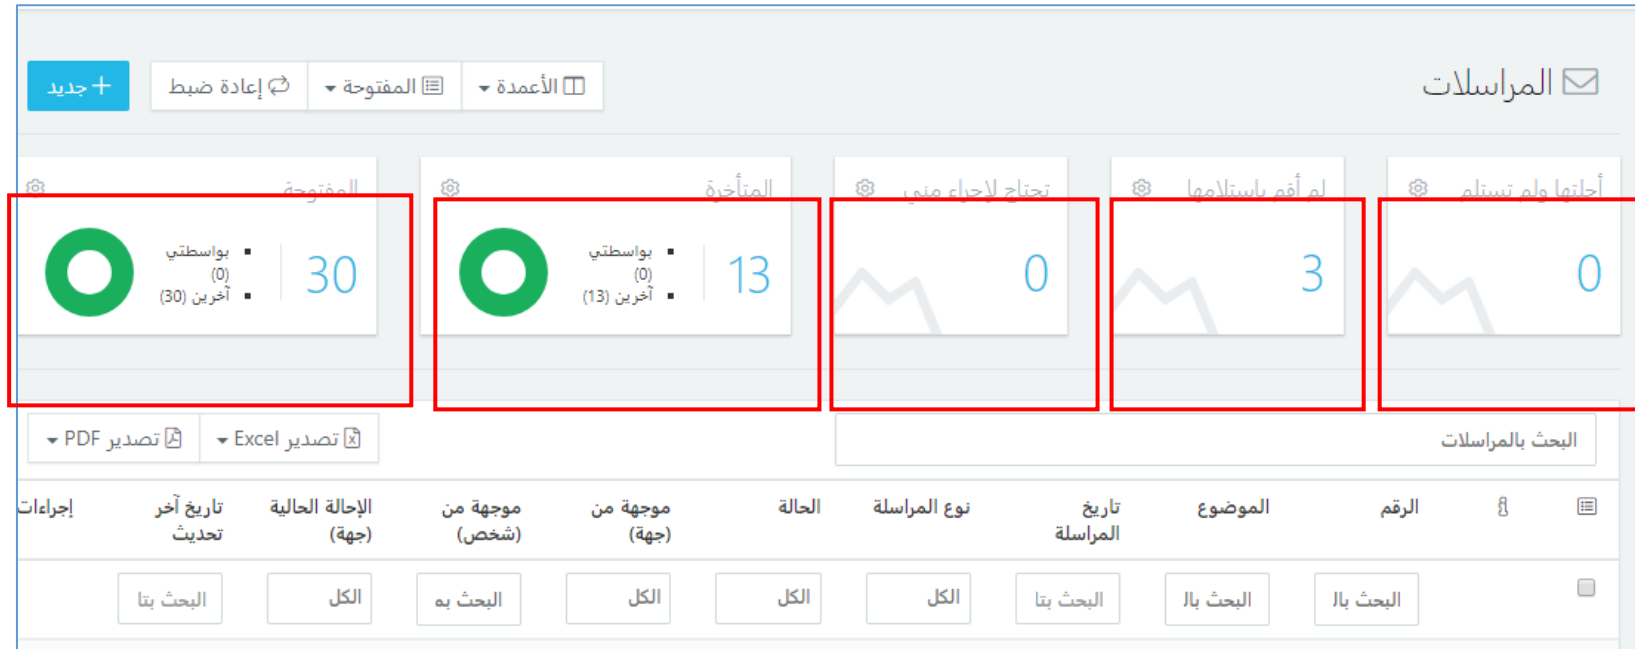 المراسلات
الأعمدة
المفتوحة
إعادة ضبط
+ جديد
أحلتها ولم تستلم
0
لم أقم باستلامها
3
تحتاج لإجراء مني
0
المتأخرة
13
بواسطتي
(0)
آخرين (13)
المفتوحة
30
بواسطتي
(0)
آخرين (30)
البحث بالمراسلات
تصدير Excel
تصدير PDF
الرقم
الموضوع
تاريخ
المراسلة
نوع المراسلة
الحالة
موجهة من
(جهة)
موجهة من
(شخص)
الإحالة الحالية
(جهة)
تاريخ آخر
تحديث
إجراءات
البحث بال
البحث بال
البحث بتا
الكل
الكل
الكل
البحث بم
الكل
البحث بتا